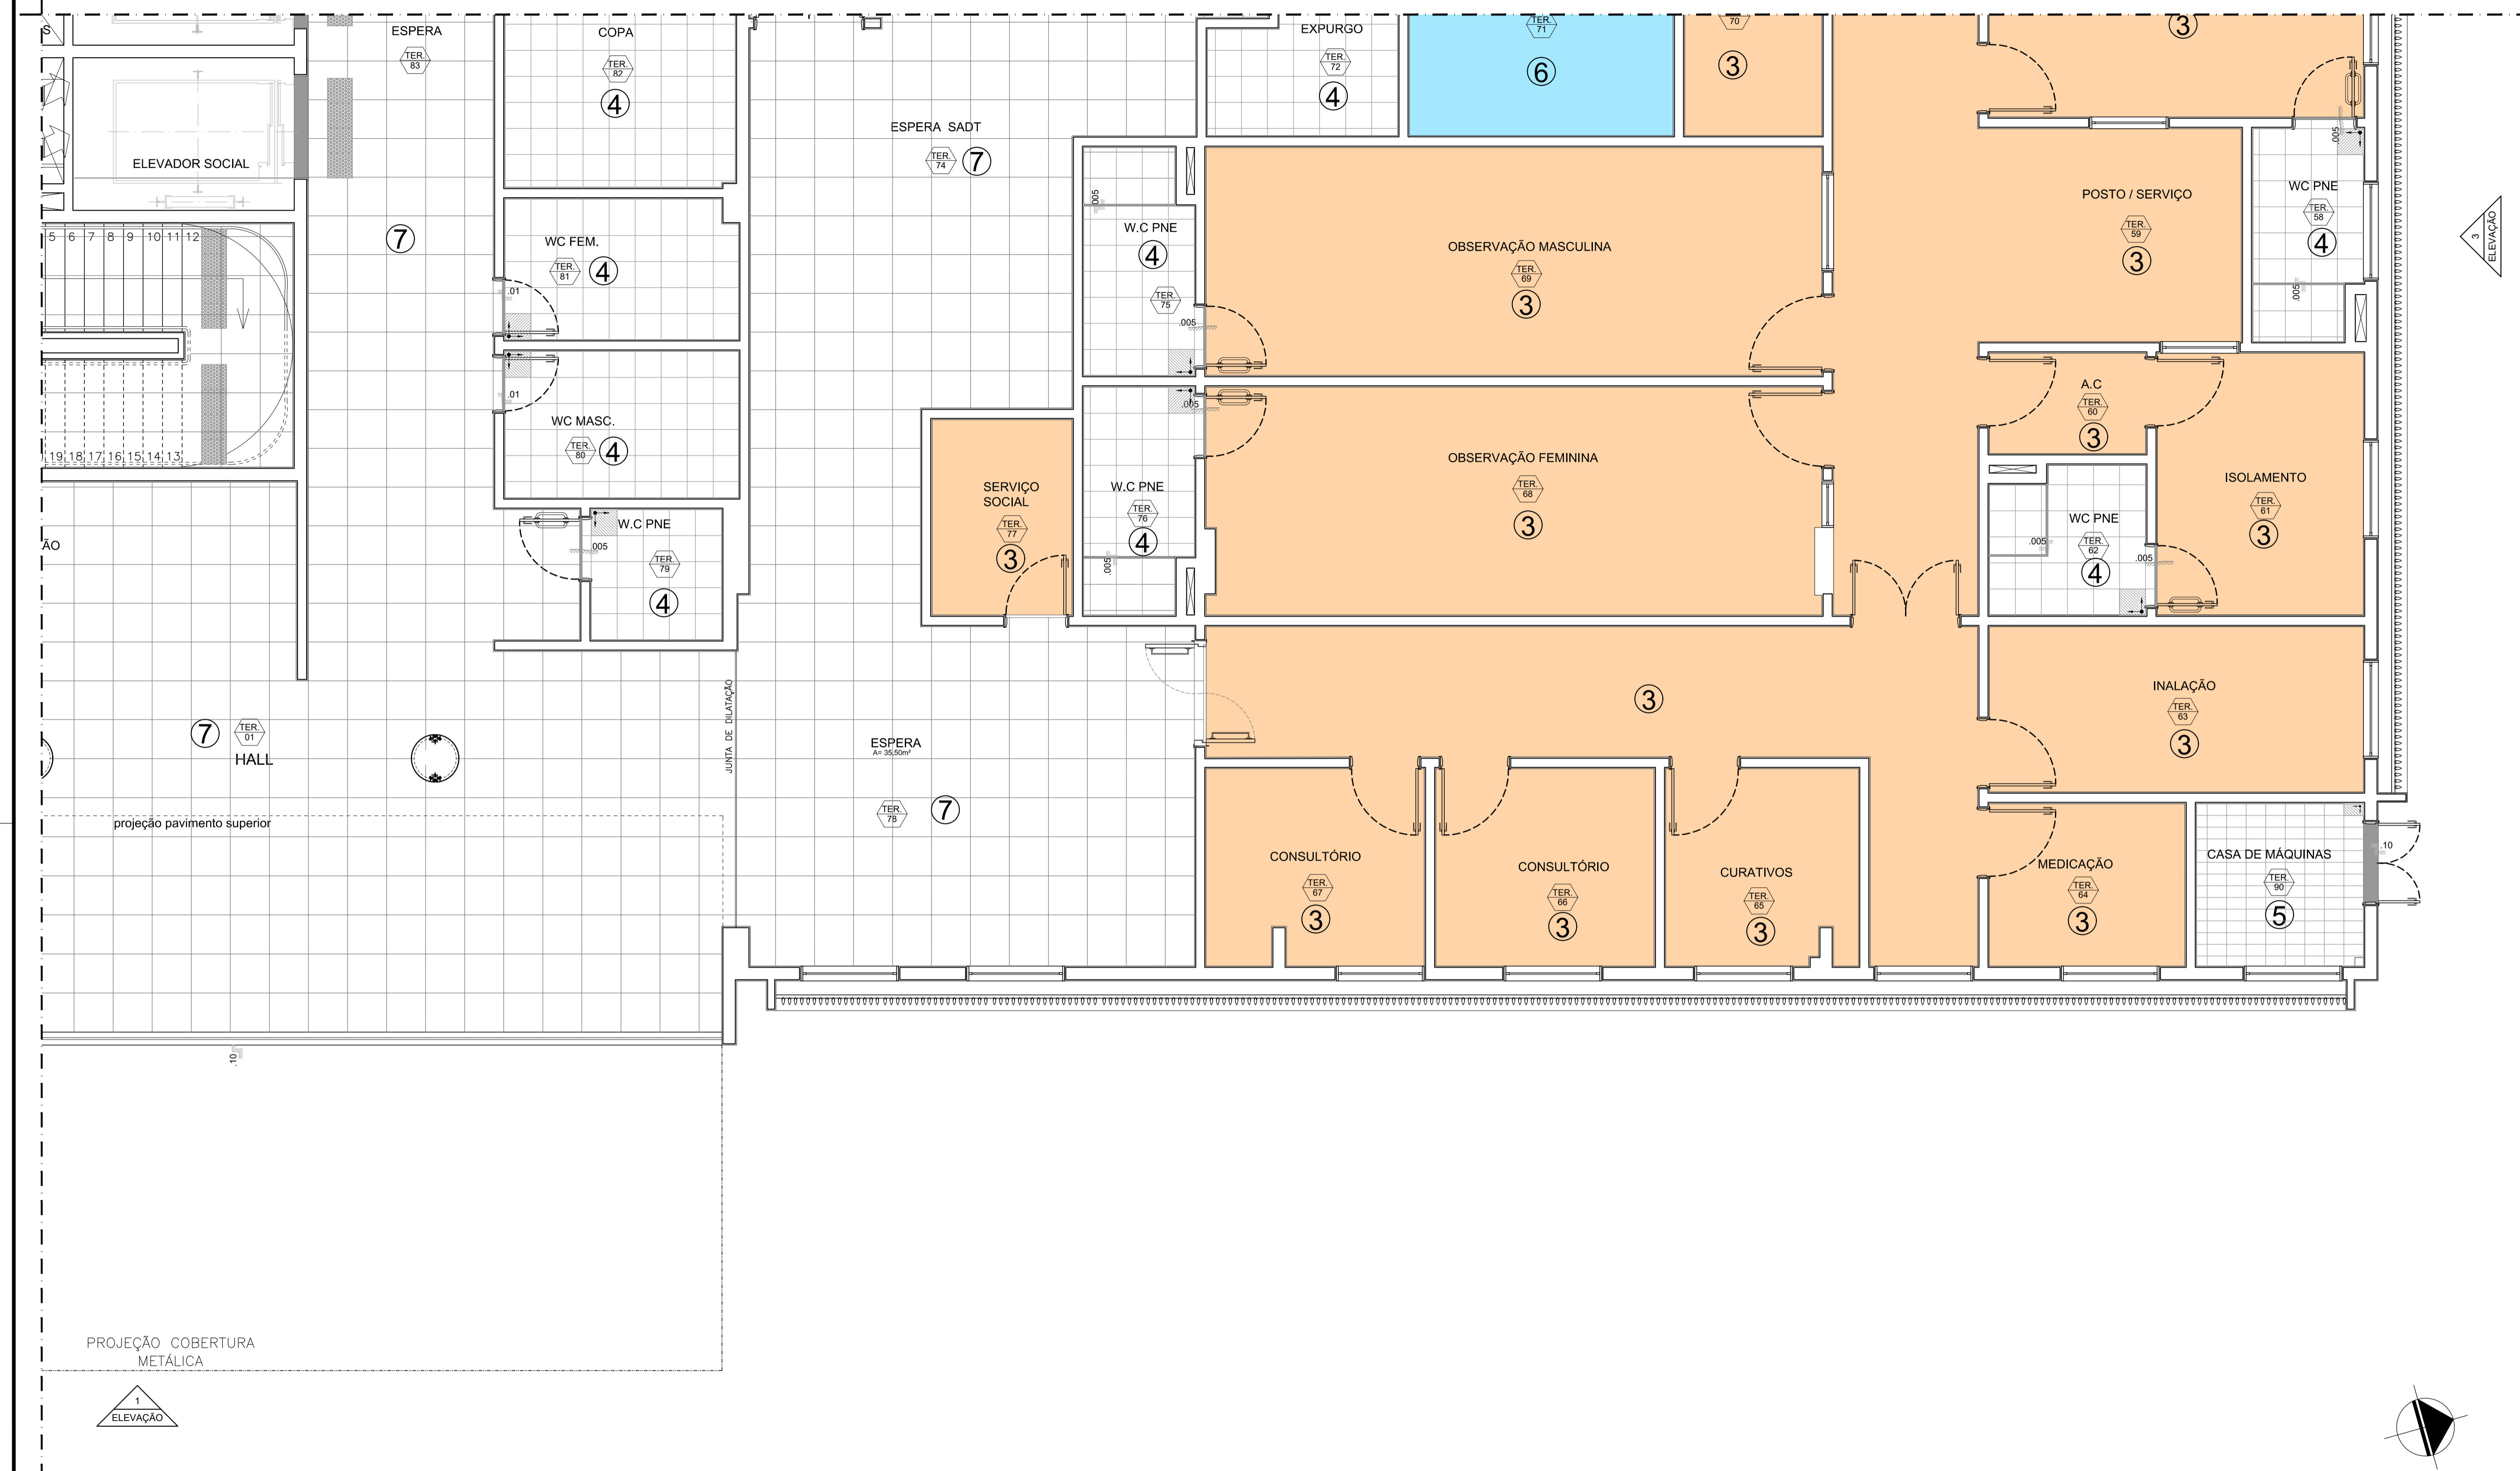 S
ESPERA
TER.
83
COPA
TER.
82
4
EXPURGO
TER.
72
4
TER.
71
6
70
3
3
ELEVADOR SOCIAL
ESPERA SADT
TER.
74
7
POSTO / SERVIÇO
TER.
59
3
.005
WC PNE
TER.
58
4
.005
3
ELEVAÇÃO
5 6 7 8 9 10 11 12
7
WC FEM.
TER.
81
4
.01
.005
W.C PNE
4
TER.
75
.005
OBSERVAÇÃO MASCULINA
TER.
69
3
.01
WC MASC.
TER.
80
4
19 18 17 16 15 14 13
.005
W.C PNE
TER.
76
4
.005
OBSERVAÇÃO FEMININA
TER.
68
3
A.C
TER.
60
3
ISOLAMENTO
TER.
61
3
SERVIÇO
SOCIAL
TER.
77
3
W.C PNE
.005
TER.
79
4
WC PNE
.005
TER.
62
4
.005
ÃO
JUNTA DE DILATAÇÃO
3
INALAÇÃO
TER.
63
3
7
TER.
01
HALL
ESPERA
A= 35,50m²
TER.
78
7
projeção pavimento superior
CONSULTÓRIO
TER.
67
3
CONSULTÓRIO
TER.
66
3
CURATIVOS
TER.
65
3
MEDICAÇÃO
TER.
64
3
CASA DE MÁQUINAS
TER.
90
5
.10
.10
PROJEÇÃO COBERTURA
METÁLICA
1
ELEVAÇÃO